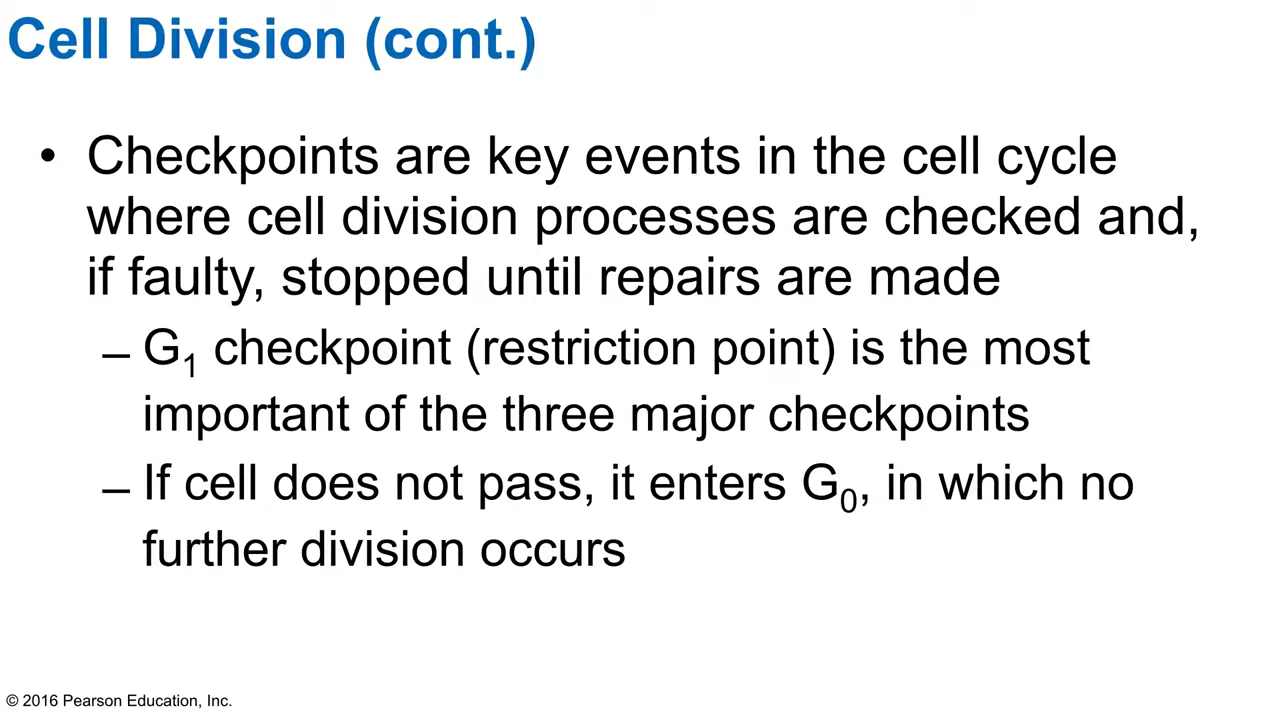 Cell Division (cont.)
• Checkpoints are key events in the cell cycle
where cell division processes are checked and,
if faulty, stopped until repairs are made
– G₁ checkpoint (restriction point) is the most
important of the three major checkpoints
– If cell does not pass, it enters G₀, in which no
further division occurs
© 2016 Pearson Education, Inc.